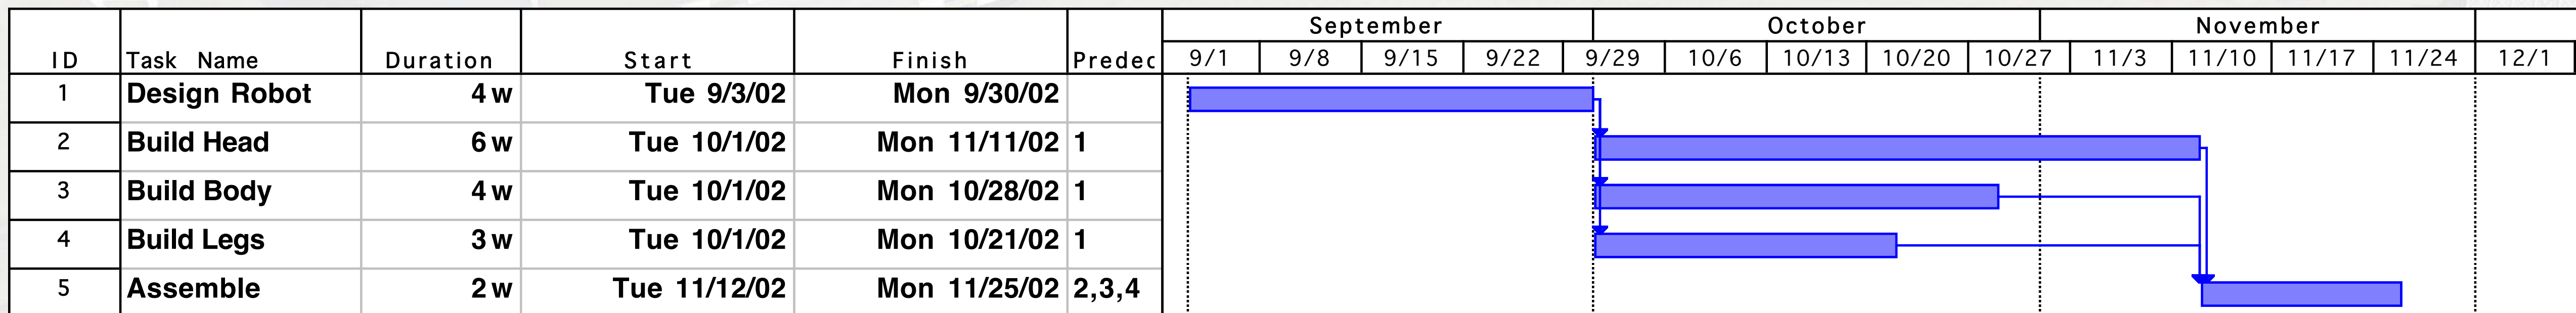 September October November
ID Task Name Duration Start Finish Predec 9/1 9/8 9/15 9/22 9/29 10/6 10/13 10/20 10/27 11/3 11/10 11/17 11/24 12/1
1 Design Robot 4 w Tue 9/3/02 Mon 9/30/02
2 Build Head 6 w Tue 10/1/02 Mon 11/11/02 1
3 Build Body 4 w Tue 10/1/02 Mon 10/28/02 1
4 Build Legs 3 w Tue 10/1/02 Mon 10/21/02 1
5 Assemble 2 w Tue 11/12/02 Mon 11/25/02 2,3,4